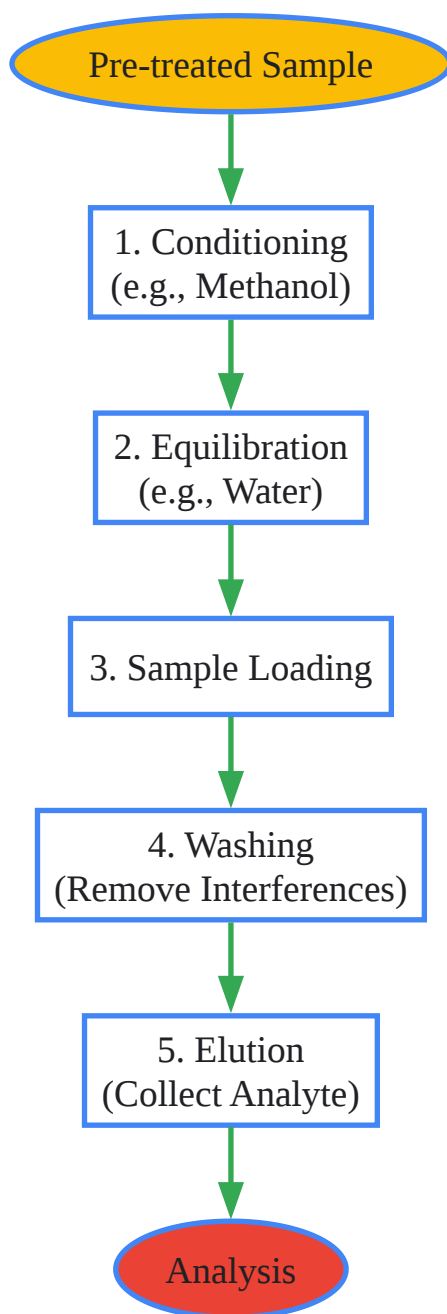 Pre-treated Sample
1. Conditioning
(e.g., Methanol)
2. Equilibration
(e.g., Water)
3. Sample Loading
4. Washing
(Remove Interferences)
5. Elution
(Collect Analyte)
Analysis